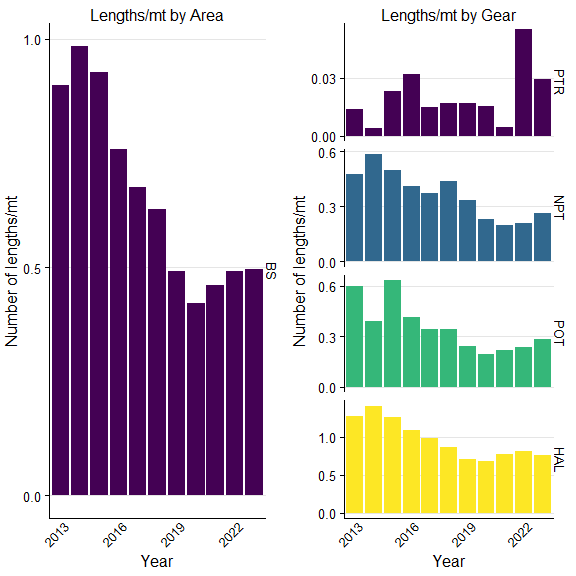 Lengths/mt by Area
Number of lengths/mt
1.0
0.5
0.0
BS
2013
2016
2019
2022
Year
Lengths/mt by Gear
Number of lengths/mt
0.03
0.00
PTR
0.6
0.3
0.0
NPT
0.6
0.3
0.0
POT
1.0
0.5
0.0
HAL
2013
2016
2019
2022
Year